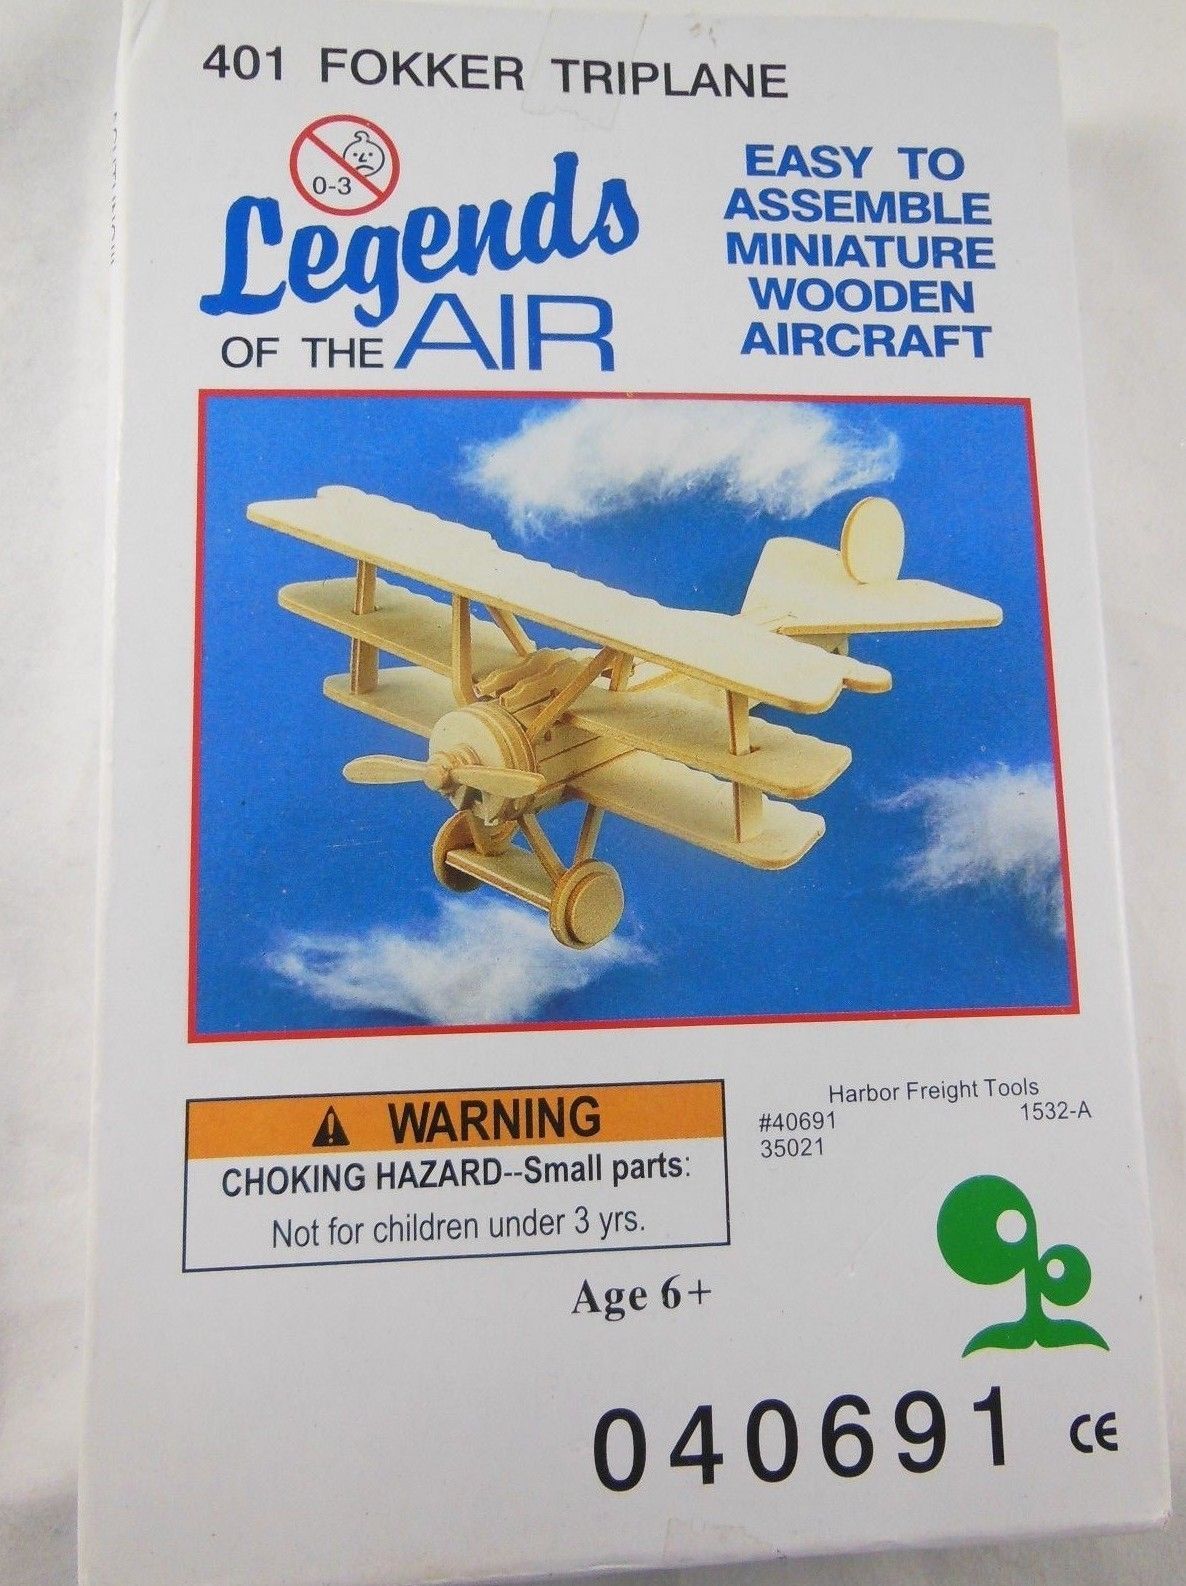 401 FOKKER TRIPLANE
0-3
Legends
OF THE AIR
EASY TO
ASSEMBLE
MINIATURE
WOODEN
AIRCRAFT
WARNING
CHOKING HAZARD--Small parts:
Not for children under 3 yrs.
Harbor Freight Tools
#40691 1532-A
35021
Age 6+
040691 CE